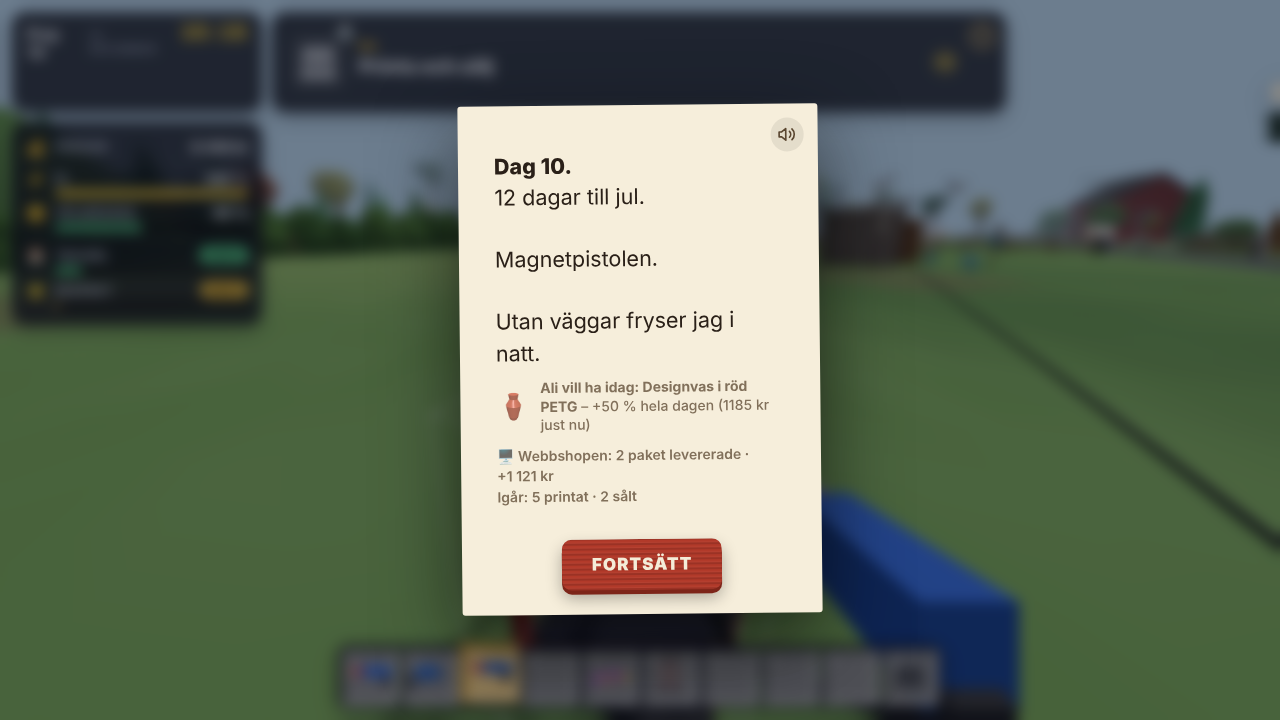 Dag 10.
12 dagar till jul.
Magnetpistolen.
Utan väggar fryser jag i
natt.
Ali vill ha idag: Designvas i röd
PETG – +50 % hela dagen (1185 kr
just nu)
Webbshopen: 2 paket levererade ·
+1 121 kr
Igår: 5 printat · 2 sålt
FORTSÄTT